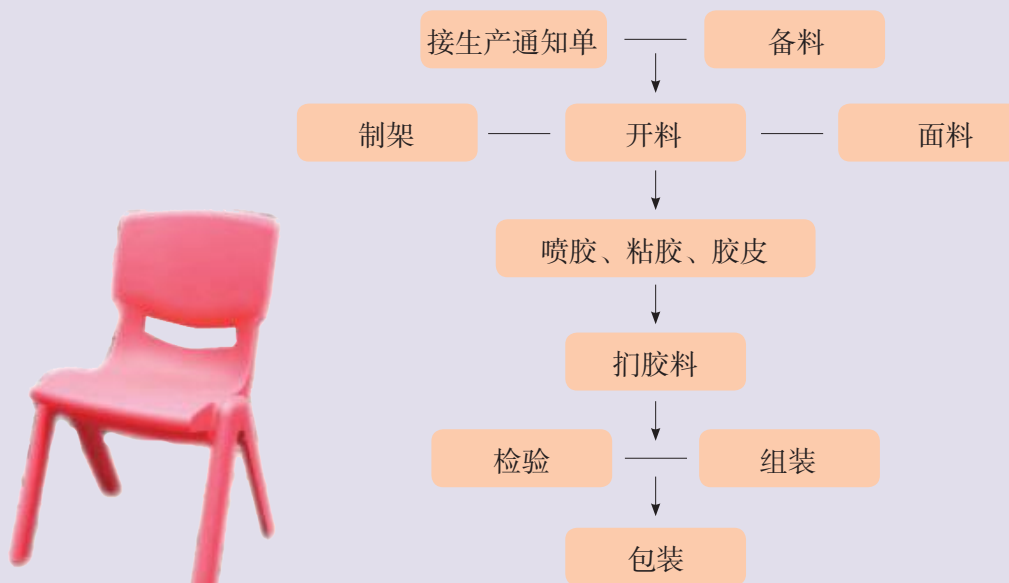 接生产通知单 备料
制架 开料 面料
喷胶、粘胶、胶皮
扪胶料
检验 组装
包装